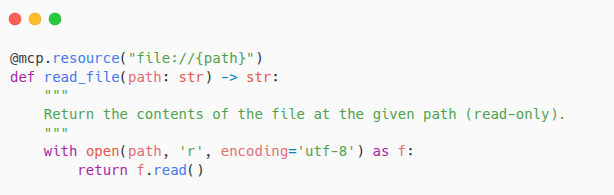 @mcp.resource("file://{path}")
def read_file(path: str) -> str:
    """
    Return the contents of the file at the given path (read-only).
    """
    with open(path, 'r', encoding='utf-8') as f:
        return f.read()